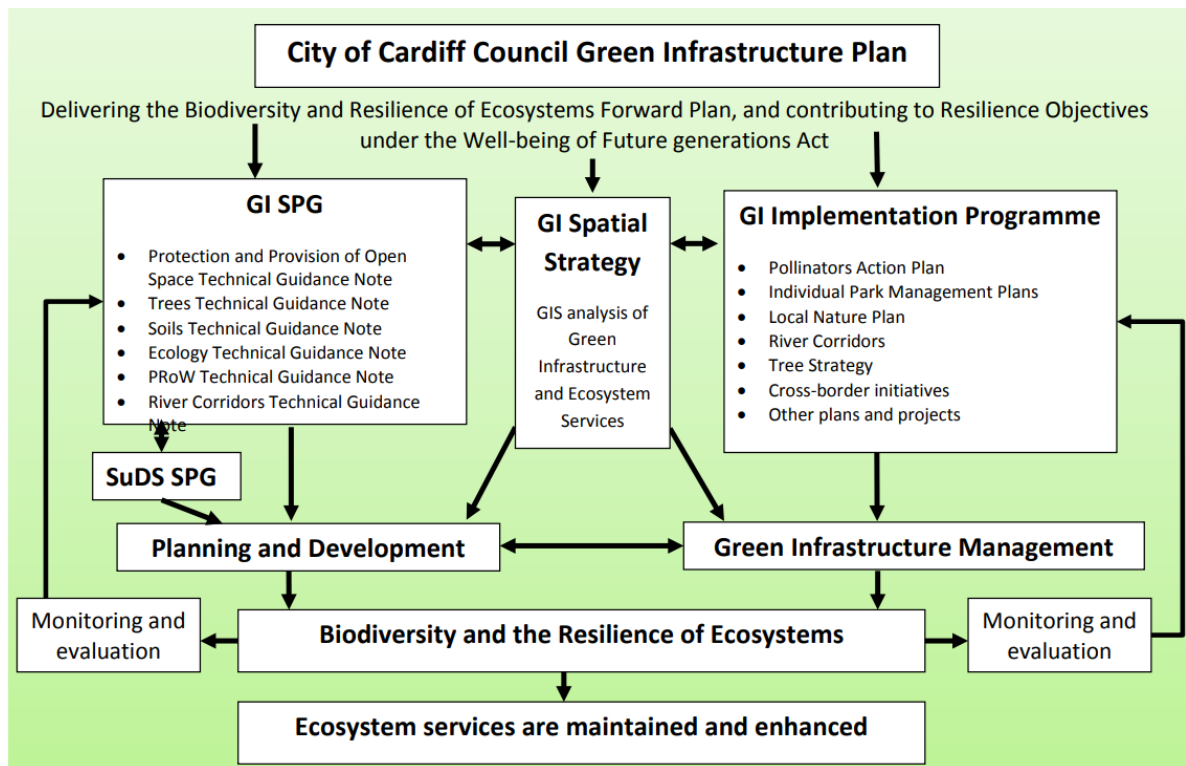 City of Cardiff Council Green Infrastructure Plan
Delivering the Biodiversity and Resilience of Ecosystems Forward Plan, and contributing to Resilience Objectives
under the Well-being of Future generations Act
GI SPG
• Protection and Provision of Open
Space Technical Guidance Note
• Trees Technical Guidance Note
• Soils Technical Guidance Note
• Ecology Technical Guidance Note
• PRoW Technical Guidance Note
• River Corridors Technical Guidance
Note
GI Spatial
Strategy
GIS analysis of
Green
Infrastructure
and Ecosystem
Services
GI Implementation Programme
• Pollinators Action Plan
• Individual Park Management Plans
• Local Nature Plan
• River Corridors
• Tree Strategy
• Cross-border initiatives
• Other plans and projects
SuDS SPG
Planning and Development
Green Infrastructure Management
Monitoring and
evaluation
Biodiversity and the Resilience of Ecosystems
Monitoring and
evaluation
Ecosystem services are maintained and enhanced